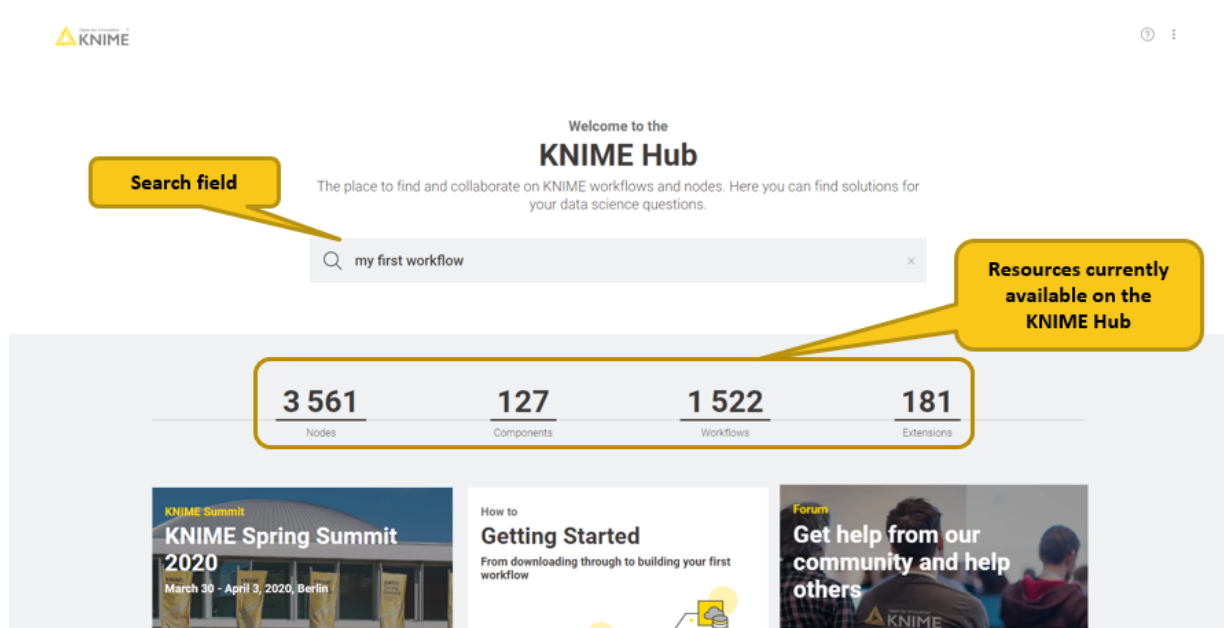 Open for Innovation
KNIME
Welcome to the
KNIME Hub
Search field
The place to find and collaborate on KNIME workflows and nodes. Here you can find solutions for
your data science questions.
my first workflow
Resources currently
available on the
KNIME Hub
3 561
127
1 522
181
Nodes
Components
Workflows
Extensions
KNIME Summit
KNIME Spring Summit
2020
March 30 - April 3, 2020, Berlin
How to
Getting Started
From downloading through to building your first
workflow
Forum
Get help from our
community and help
others
KNIME